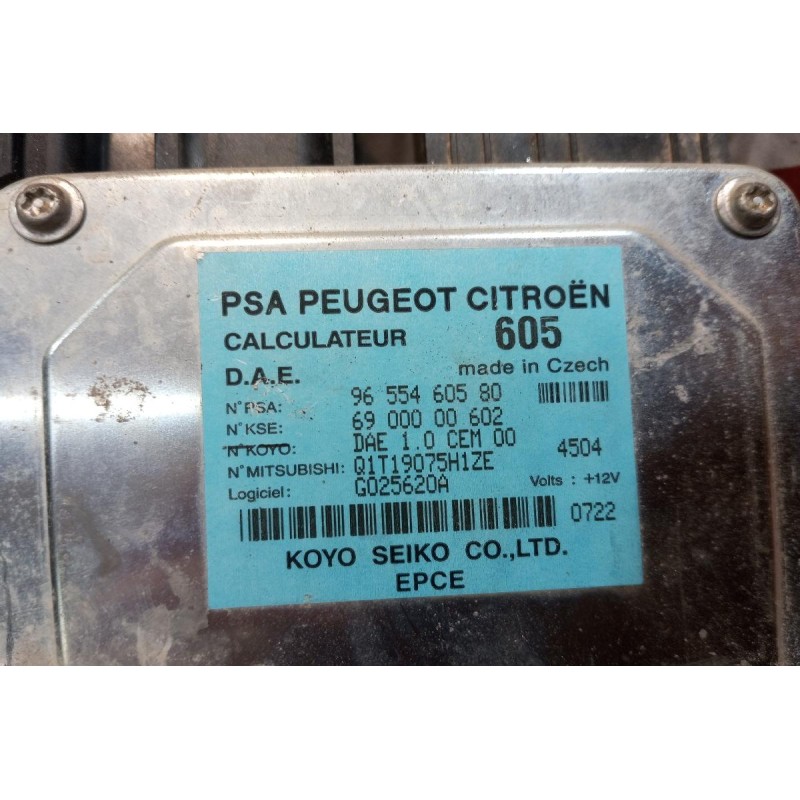 PSA PEUGEOT CITROËN
CALCULATEUR 605
D.A.E. made in Czech
N°PSA: 96 554 605 80
N°KSE: 69 000 00 602
N°KOYO: DAE 1.0 CEM 00 4504
N°MITSUBISHI: Q1T19075H1ZE
Logiciel: G025620A Volts : +12V
0722
KOYO SEIKO CO.,LTD.
EPCE